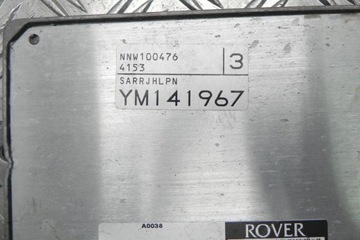 NNW100476
4153
3
SARRJHLPN
YM141967
A0038
ROVER